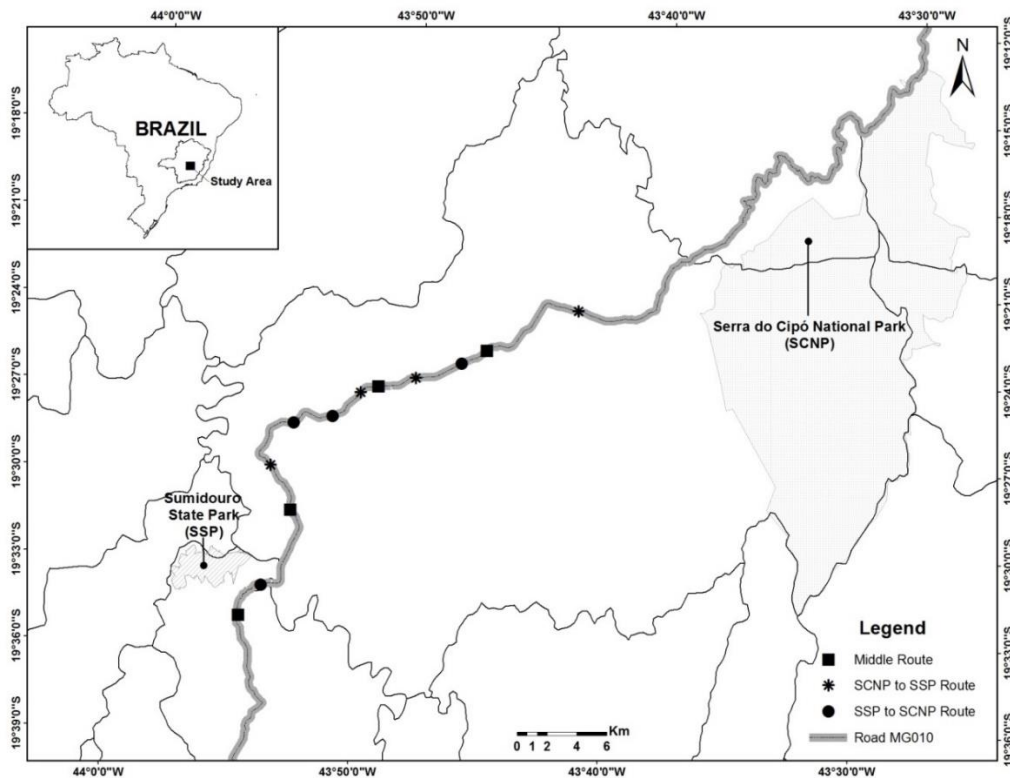 44°0'0"W 43°50'0"W 43°40'0"W 43°30'0"W
19°12'0"S
N
19°18'0"S
BRAZIL
19°15'0"S
Study Area
19°21'0"S
19°18'0"S
19°24'0"S
19°21'0"S
Serra do Cipó National Park
(SCNP)
19°27'0"S
19°24'0"S
19°30'0"S
19°27'0"S
Sumidouro
State Park
(SSP)
19°33'0"S
19°30'0"S
19°36'0"S
Legend
Middle Route
SCNP to SSP Route
SSP to SCNP Route
Road MG010
19°33'0"S
19°39'0"S
Km
0 1 2 4 6
19°36'0"S
44°0'0"W 43°50'0"W 43°40'0"W 43°30'0"W